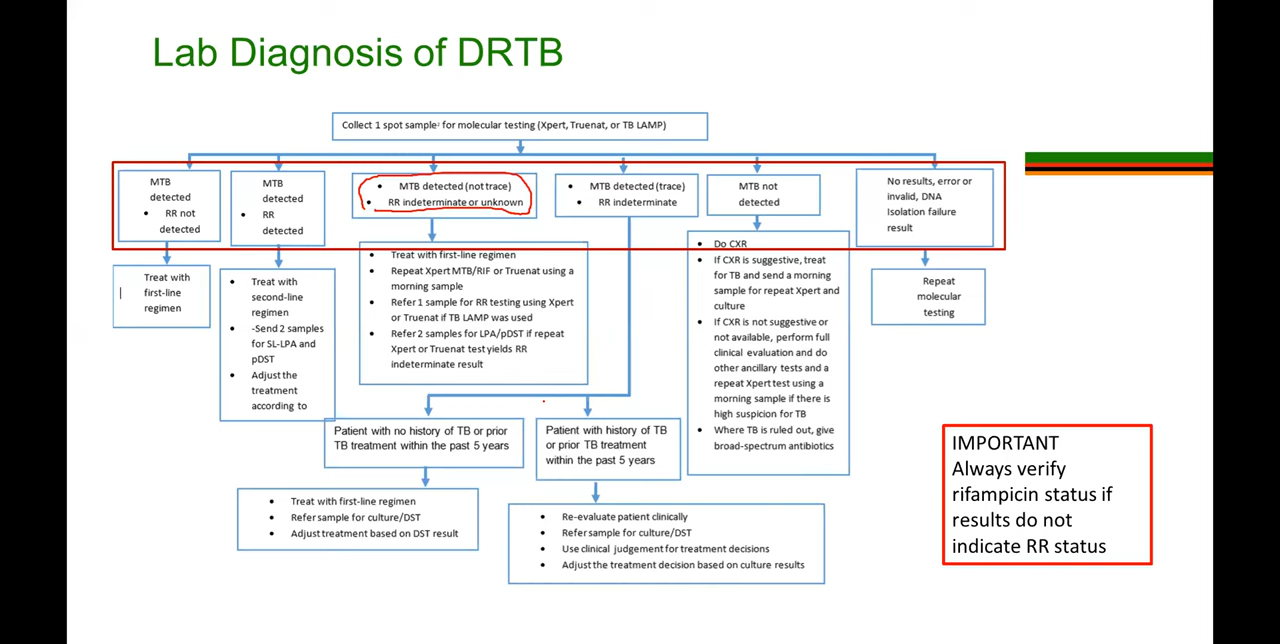 Lab Diagnosis of DRTB
Collect 1 spot sample for molecular testing (Xpert, Truenat, or TB LAMP)
MTB
detected
• RR not
detected
MTB
detected
• RR
detected
• MTB detected (not trace)
• RR indeterminate or unknown
• MTB detected (trace)
• RR indeterminate
MTB not
detected
No results, error or
invalid, DNA
Isolation failure
result
Treat with
first-line
regimen
• Treat with
second-line
regimen
• -Send 2 samples
for SL-LPA and
pDST
• Adjust the
treatment
according to
• Treat with first-line regimen
• Repeat Xpert MTB/RIF or Truenat using a
morning sample
• Refer 1 sample for RR testing using Xpert
or Truenat if TB LAMP was used
• Refer 2 samples for LPA/pDST if repeat
Xpert or Truenat test yields RR
indeterminate result
• Do CXR
• If CXR is suggestive, treat
for TB and send a morning
sample for repeat Xpert and
culture
• If CXR is not suggestive or
not available, perform full
clinical evaluation and do
other ancillary tests and a
repeat Xpert test using a
morning sample if there is
high suspicion for TB
• Where TB is ruled out, give
broad-spectrum antibiotics
Repeat
molecular
testing
Patient with no history of TB or prior
TB treatment within the past 5 years
Patient with history of TB
or prior TB treatment
within the past 5 years
• Treat with first-line regimen
• Refer sample for culture/DST
• Adjust treatment based on DST result
• Re-evaluate patient clinically
• Refer sample for culture/DST
• Use clinical judgement for treatment decisions
• Adjust the treatment decision based on culture results
IMPORTANT
Always verify
rifampicin status if
results do not
indicate RR status